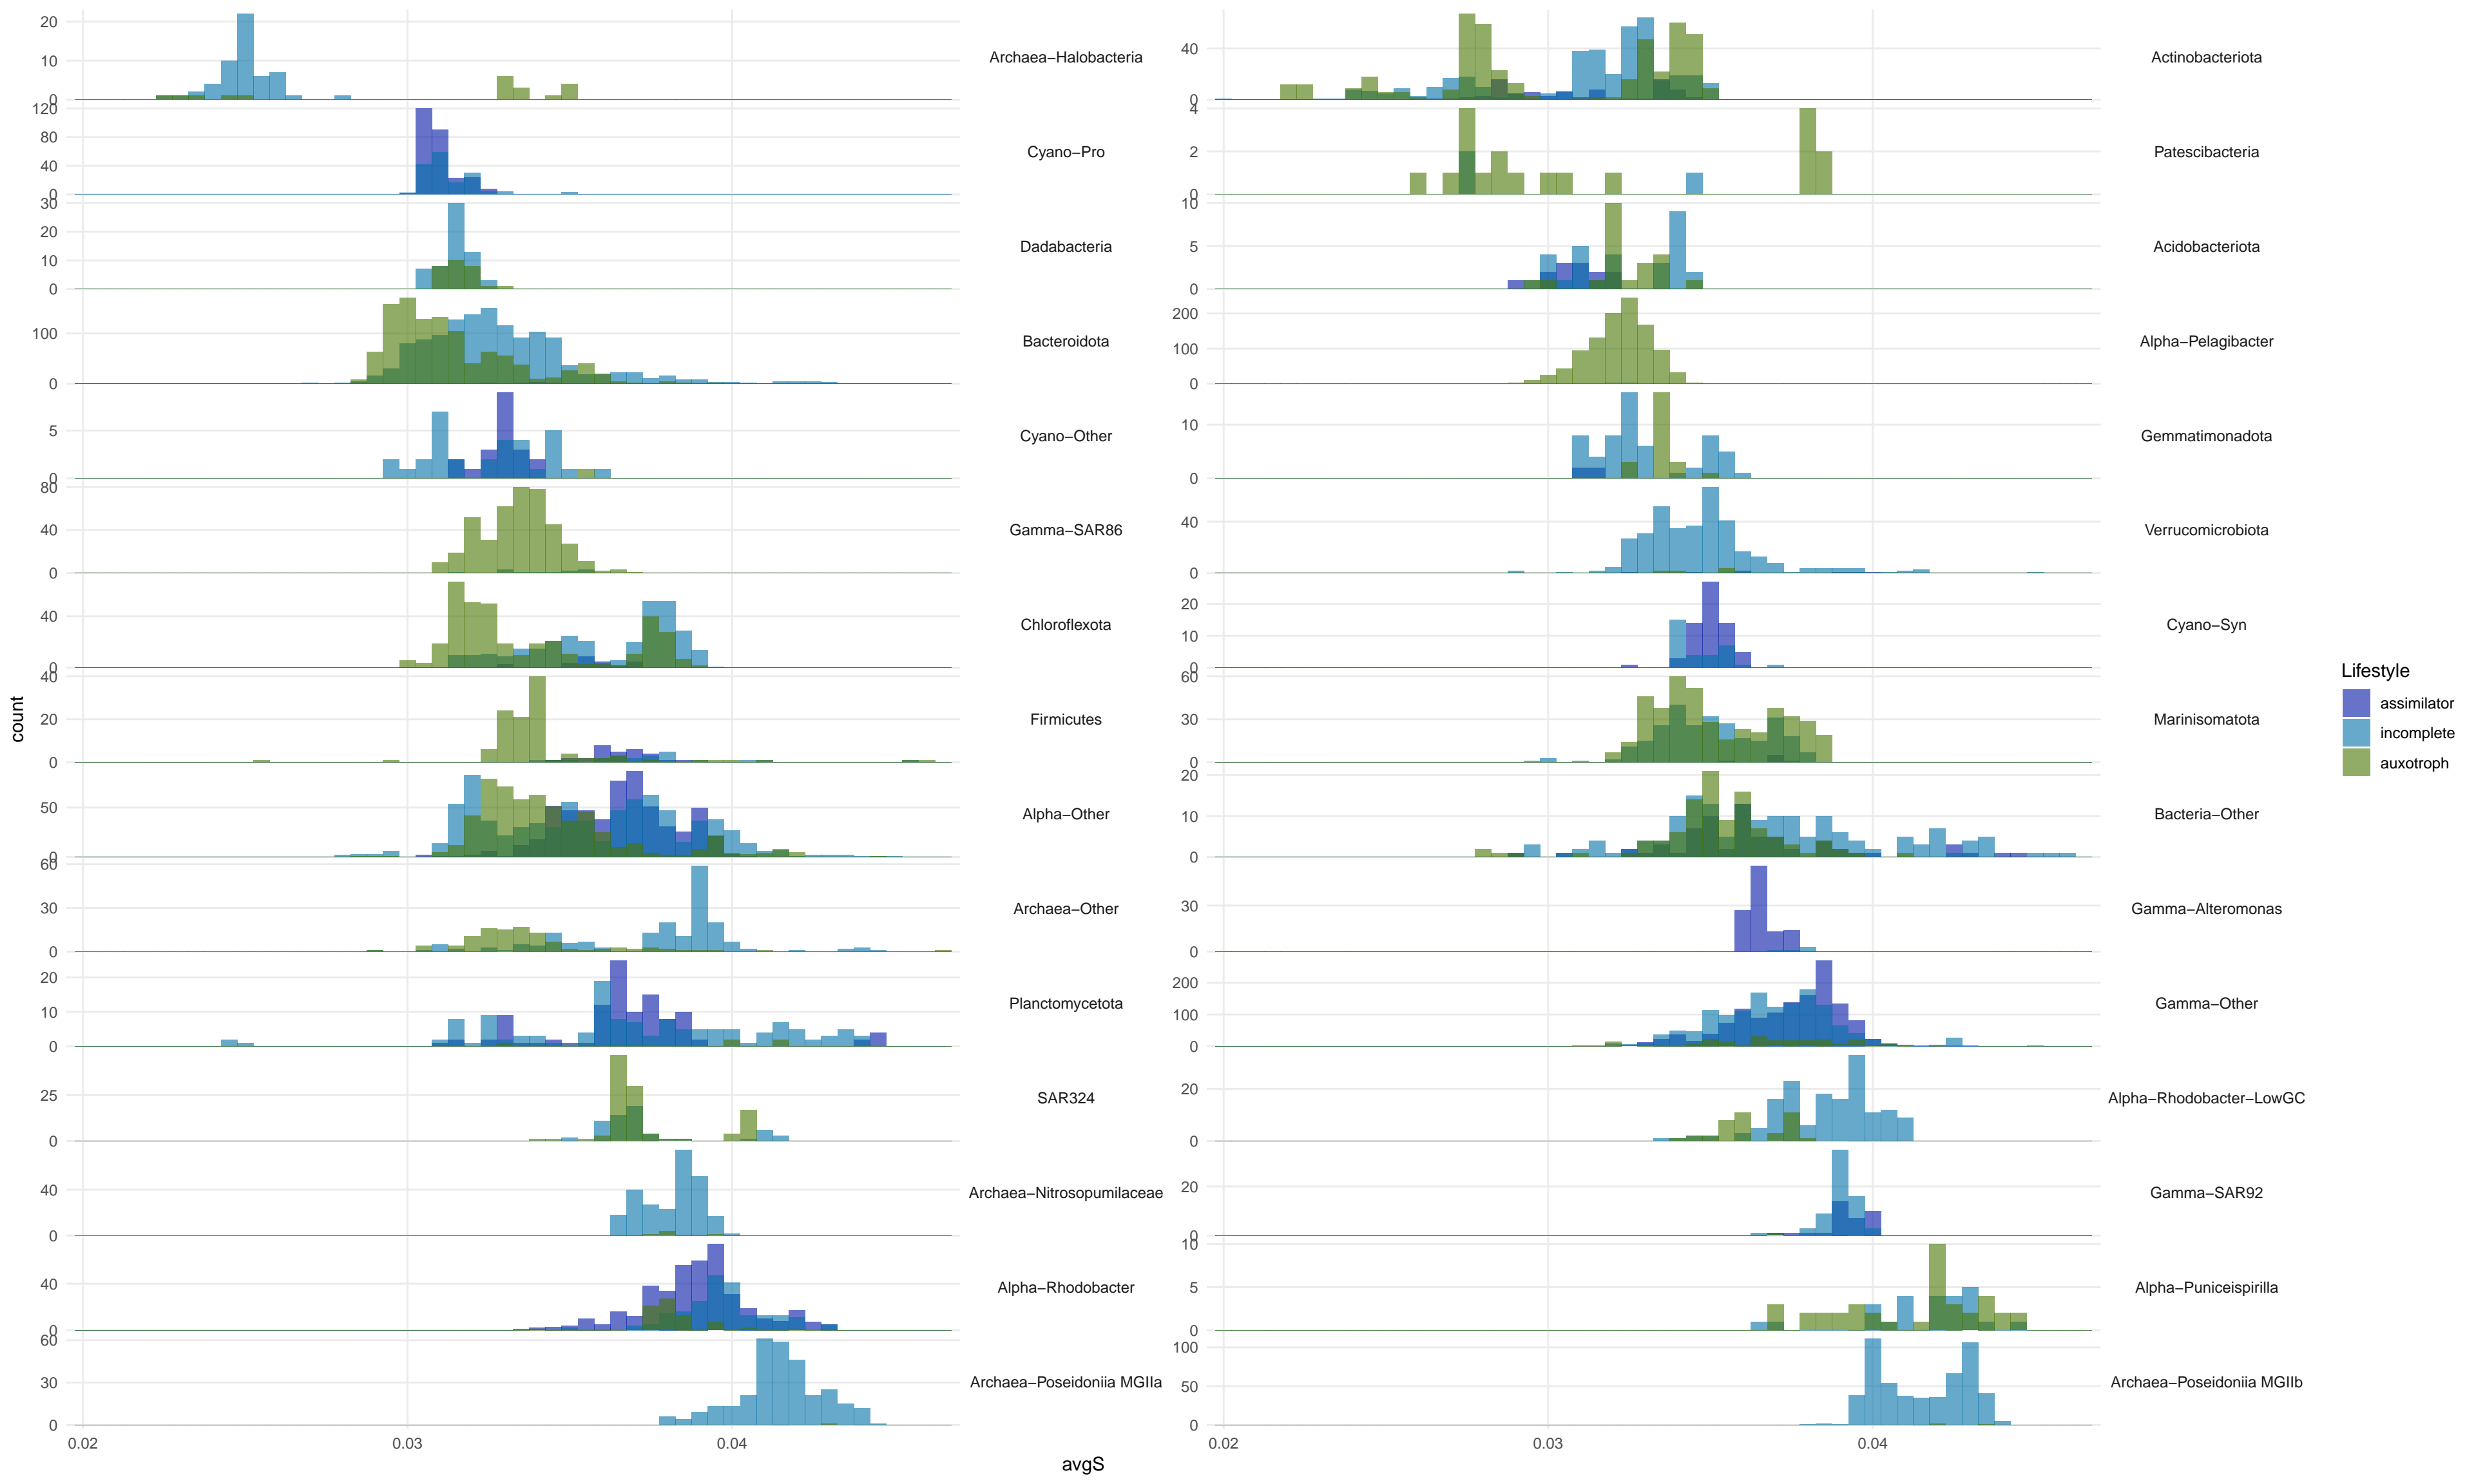 20
10
0
Archaea−Halobacteria
40
0
Actinobacteriota
120
80
40
0
Cyano−Pro
4
2
0
Patescibacteria
30
20
10
0
Dadabacteria
10
5
0
Acidobacteriota
100
0
Bacteroidota
200
100
0
Alpha−Pelagibacter
5
0
Cyano−Other
10
0
Gemmatimonadota
80
40
0
Gamma−SAR86
40
0
Verrucomicrobiota
40
0
Chloroflexota
20
10
0
Cyano−Syn
40
20
0
Firmicutes
60
30
0
Marinisomatota
50
0
Alpha−Other
20
10
0
Bacteria−Other
60
30
0
Archaea−Other
30
0
Gamma−Alteromonas
20
10
0
Planctomycetota
200
100
0
Gamma−Other
25
0
SAR324
20
0
Alpha−Rhodobacter−LowGC
40
0
Archaea−Nitrosopumilaceae
20
0
Gamma−SAR92
40
0
Alpha−Rhodobacter
10
5
0
Alpha−Puniceispirilla
60
30
0
Archaea−Poseidoniia MGIIa
100
50
0
Archaea−Poseidoniia MGIIb
0.02 0.03 0.04
0.02 0.03 0.04
avgS
count
Lifestyle
assimilator
incomplete
auxotroph